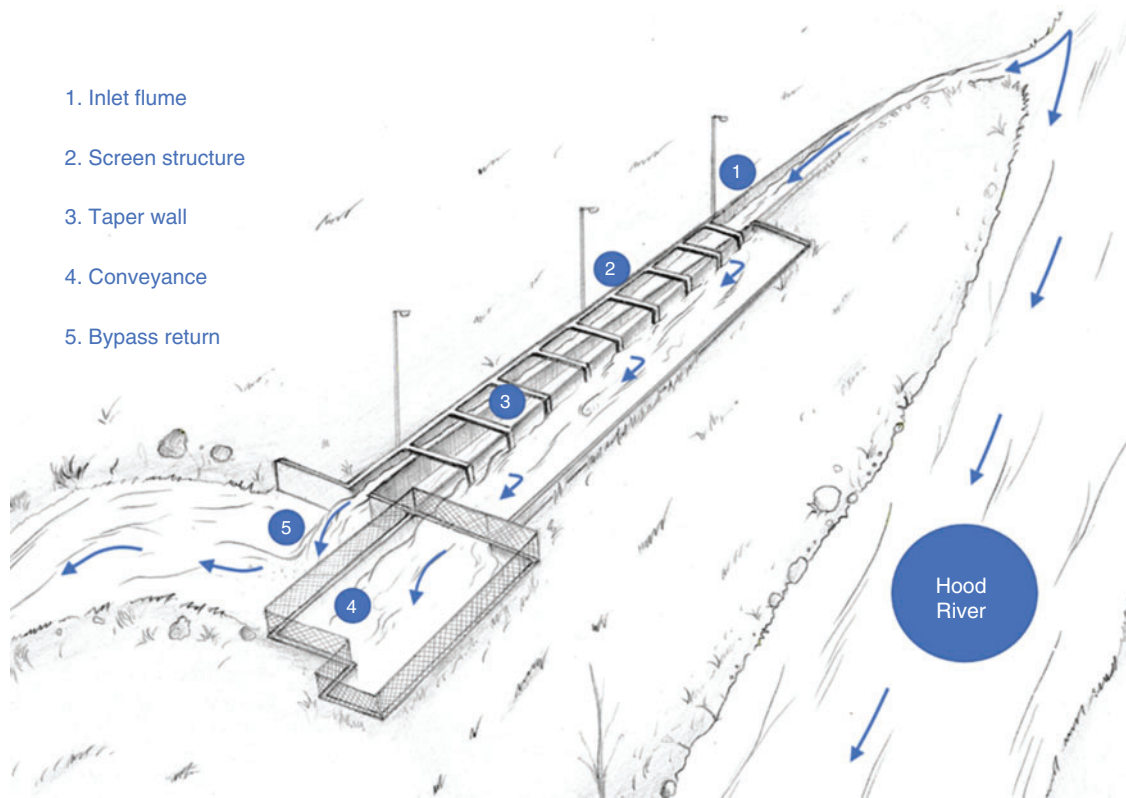 1. Inlet flume
2. Screen structure
3. Taper wall
4. Conveyance
5. Bypass return
1
2
3
4
5
Hood
River